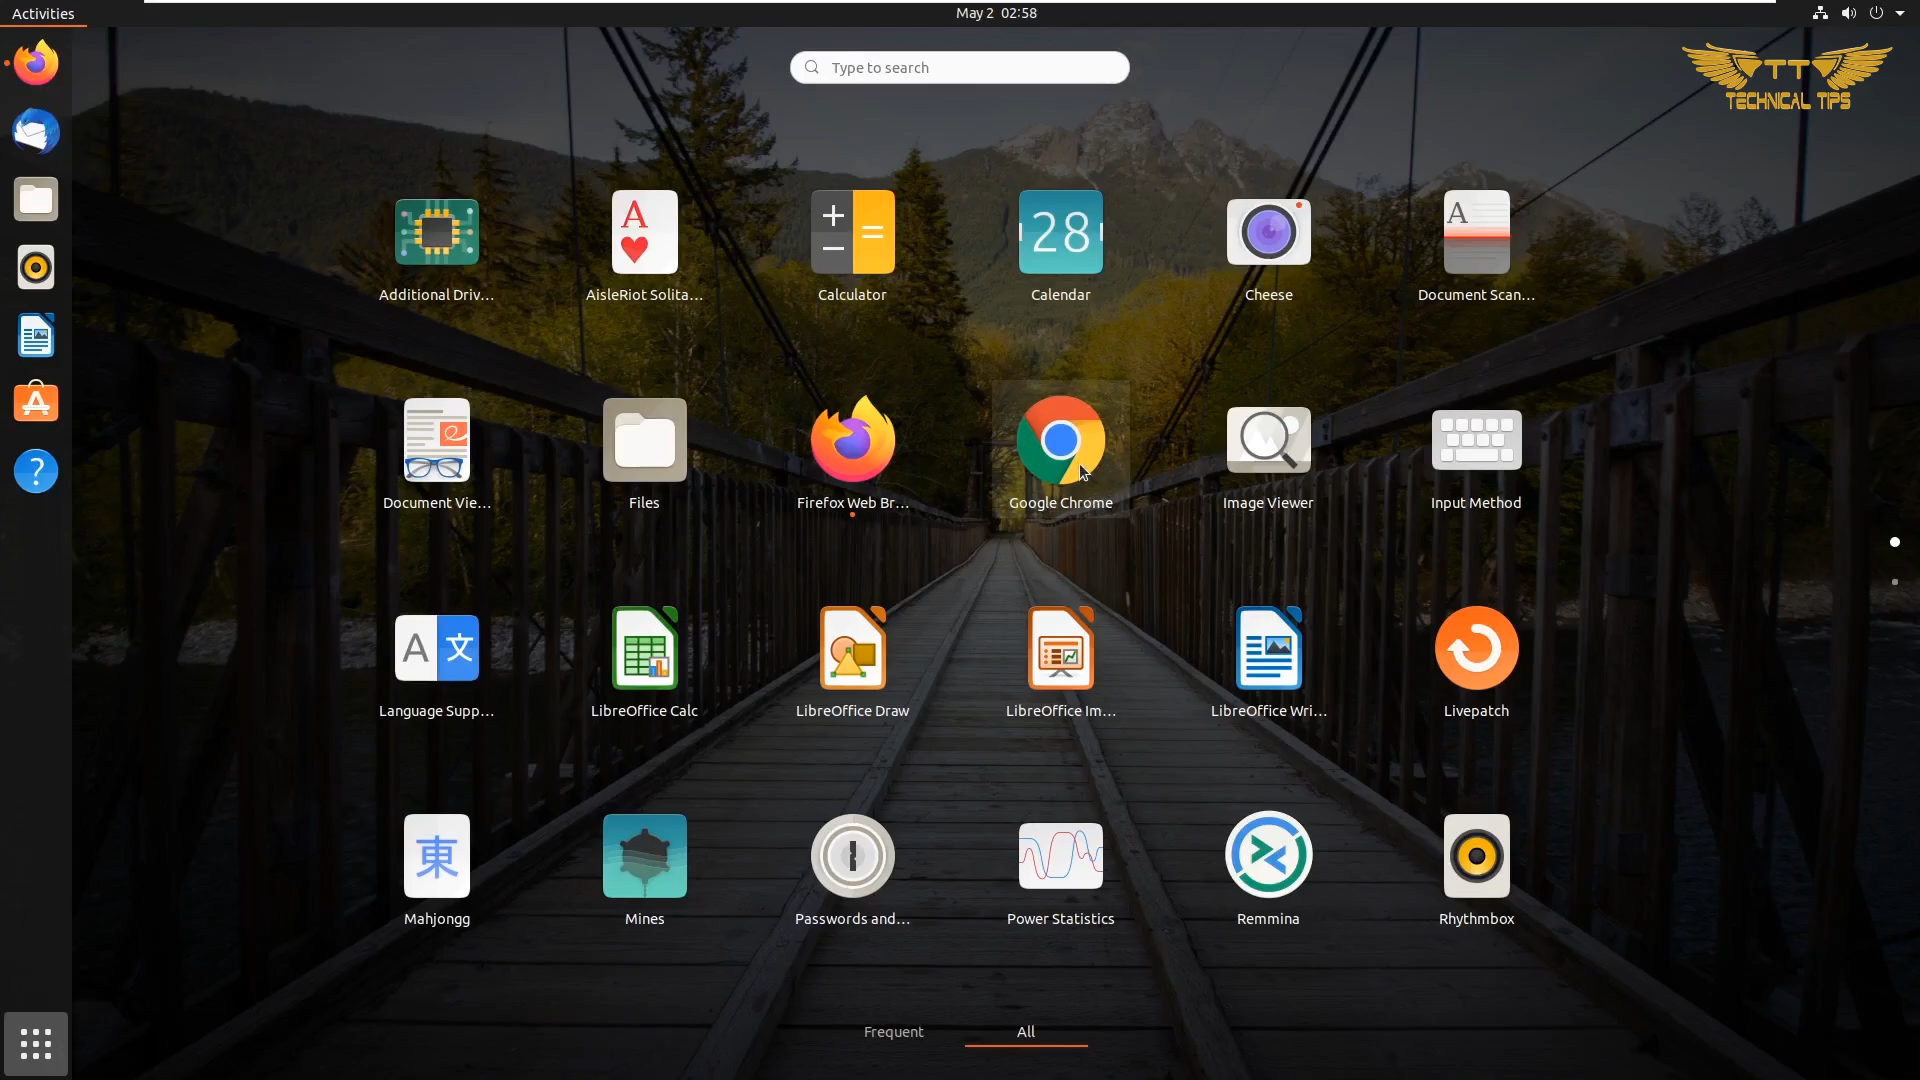 Activities
May 2 02:58
Type to search
TT
TECHNICAL TIPS
A
28
A
Additional Driv...
AisleRiot Solita...
Calculator
Calendar
Cheese
Document Scan...
Document Vie...
Files
Firefox Web Br...
Google Chrome
Image Viewer
Input Method
A 文
Language Supp...
LibreOffice Calc
LibreOffice Draw
LibreOffice Im...
LibreOffice Wri...
Livepatch
東
Mahjongg
Mines
Passwords and...
Power Statistics
Remmina
Rhythmbox
Frequent
All